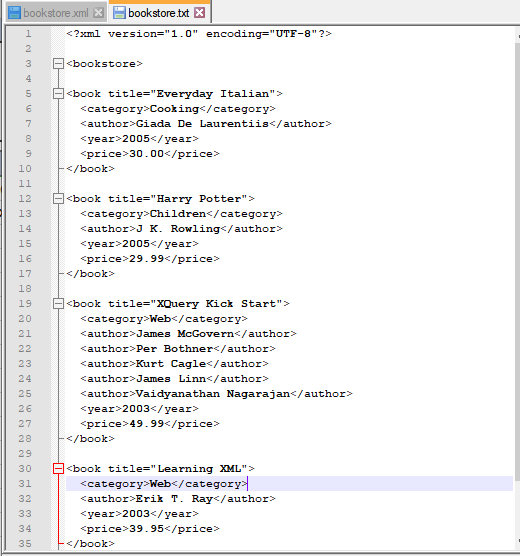 bookstore.xml bookstore.txt
1 <?xml version="1.0" encoding="UTF-8"?>
2
3 <bookstore>
4
5 <book title="Everyday Italian">
6 <category>Cooking</category>
7 <author>Giada De Laurentiis</author>
8 <year>2005</year>
9 <price>30.00</price>
10 </book>
11
12 <book title="Harry Potter">
13 <category>Children</category>
14 <author>J K. Rowling</author>
15 <year>2005</year>
16 <price>29.99</price>
17 </book>
18
19 <book title="XQuery Kick Start">
20 <category>Web</category>
21 <author>James McGovern</author>
22 <author>Per Bothner</author>
23 <author>Kurt Cagle</author>
24 <author>James Linn</author>
25 <author>Vaidyanathan Nagarajan</author>
26 <year>2003</year>
27 <price>49.99</price>
28 </book>
29
30 <book title="Learning XML">
31 <category>Web</category>
32 <author>Erik T. Ray</author>
33 <year>2003</year>
34 <price>39.95</price>
35 </book>